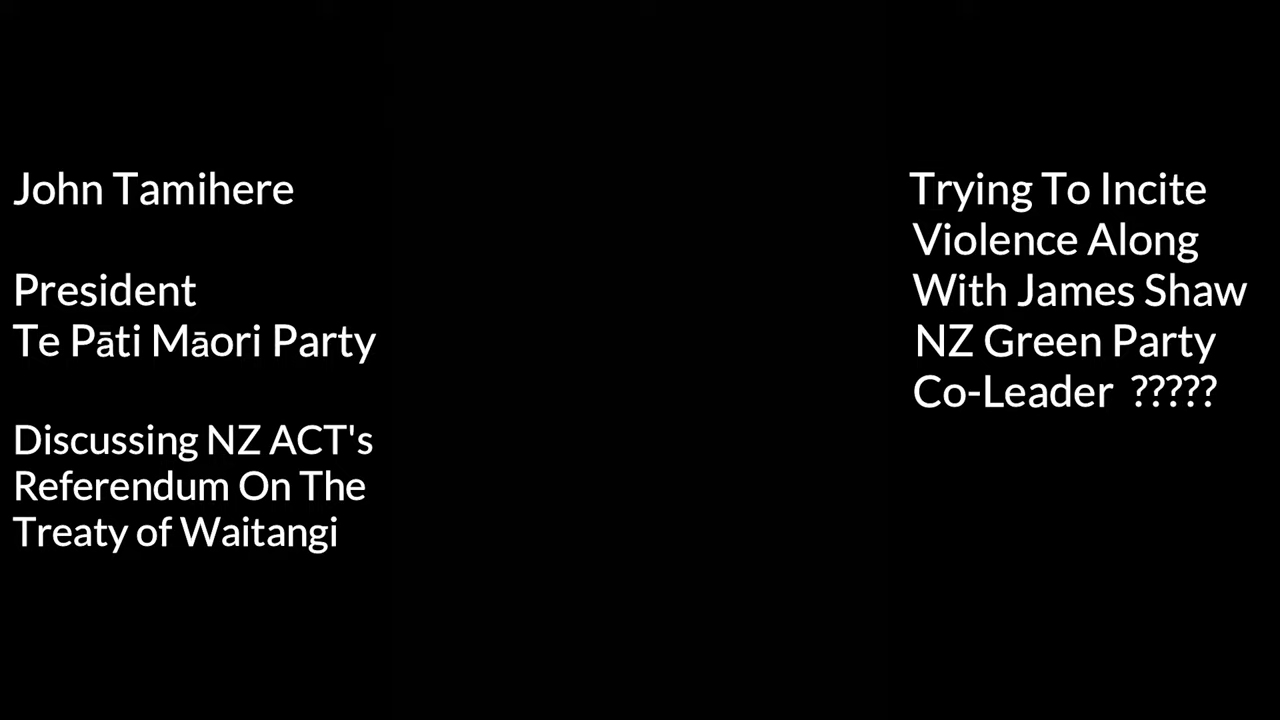 John Tamihere
President
Te Pāti Māori Party
Discussing NZ ACT's
Referendum On The
Treaty of Waitangi
Trying To Incite
Violence Along
With James Shaw
NZ Green Party
Co-Leader ?????